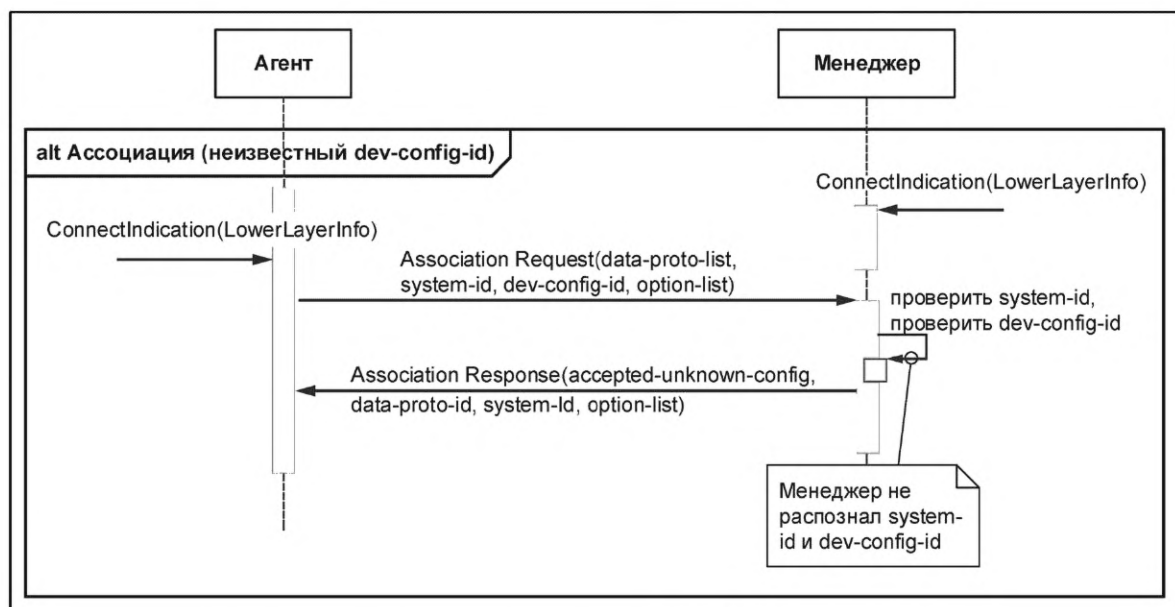 Агент
Менеджер
alt Ассоциация (неизвестный dev-config-id)
ConnectIndication(LowerLayerInfo)
ConnectIndication(LowerLayerInfo)
Association Request(data-proto-list,
system-id, dev-config-id, option-list)
проверить system-id,
проверить dev-config-id
Association Response(accepted-unknown-config,
data-proto-id, system-Id, option-list)
Менеджер не
распознал system-
id и dev-config-id